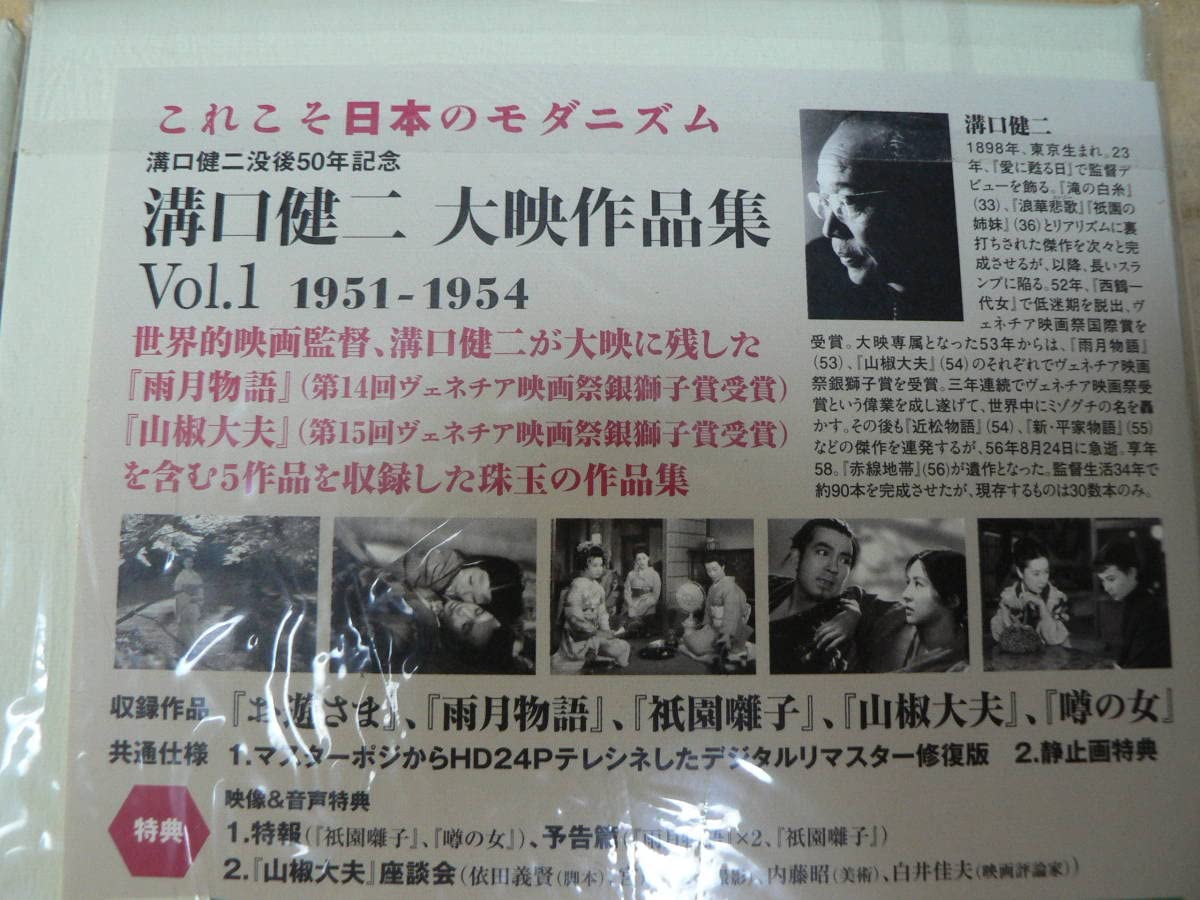 これこそ日本のモダニズム
溝口健二没後50年記念
溝口健二 大映作品集
Vol.1 1951-1954
世界的映画監督、溝口健二が大映に残した
『雨月物語』(第14回ヴェネチア映画祭銀獅子賞受賞)
『山椒大夫』(第15回ヴェネチア映画祭銀獅子賞受賞)
を含む5作品を収録した珠玉の作品集
溝口健二
1898年、東京生まれ。23
年、『愛に甦る日』で監督デ
ビューを飾る。『滝の白糸』
(33)、『浪華悲歌』『祇園の
姉妹』(36)とリアリズムに裏
打ちされた傑作を次々と完
成させるが、以降、長いスラ
ンプに陥る。52年、『西鶴一
代女』で低迷期を脱出、ヴ
ェネチア映画祭国際賞を
受賞。大映専属となった53年からは、『雨月物語』
(53)、『山椒大夫』(54)のそれぞれでヴェネチア映画
祭銀獅子賞を受賞。三年連続でヴェネチア映画祭受
賞という偉業を成し遂げて、世界中にミゾグチの名を轟
かす。その後も『近松物語』(54)、『新・平家物語』(55)
などの傑作を連発するが、56年8月24日に急逝。享年
58。『赤線地帯』(56)が遺作となった。監督生活34年で
約90本を完成させたが、現存するものは30数本のみ。
収録作品 『お遊さま』、『雨月物語』、『祇園囃子』、『山椒大夫』、『噂の女』
共通仕様 1.マスターポジからHD24Pテレシネしたデジタルリマスター修復版 2.静止画特典
特典
映像&音声特典
1.特報(『祇園囃子』、『噂の女』)、予告篇(『雨月物語』×2、『祇園囃子』)
2.『山椒大夫』座談会(依田義賢(脚本)、宮 撮影)、内藤昭(美術)、白井佳夫(映画評論家))